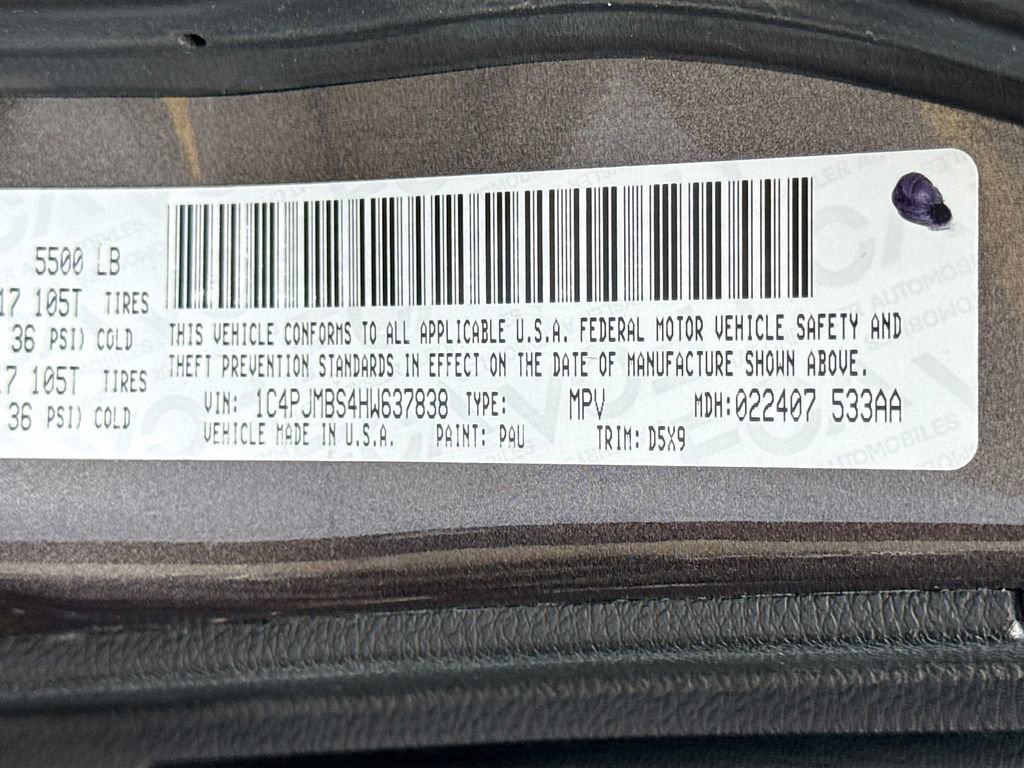 5500 LB
17 105T TIRES
36 PSI) COLD
17 105T TIRES
36 PSI) COLD
THIS VEHICLE CONFORMS TO ALL APPLICABLE U.S.A. FEDERAL MOTOR VEHICLE SAFETY AND
THEFT PREVENTION STANDARDS IN EFFECT ON THE DATE OF MANUFACTURE SHOWN ABOVE.
VIN: 1C4PJMBS4HW637838 TYPE: MPV MDH:022407 533AA
VEHICLE MADE IN U.S.A. PAINT: PAU TRIM: D5X9